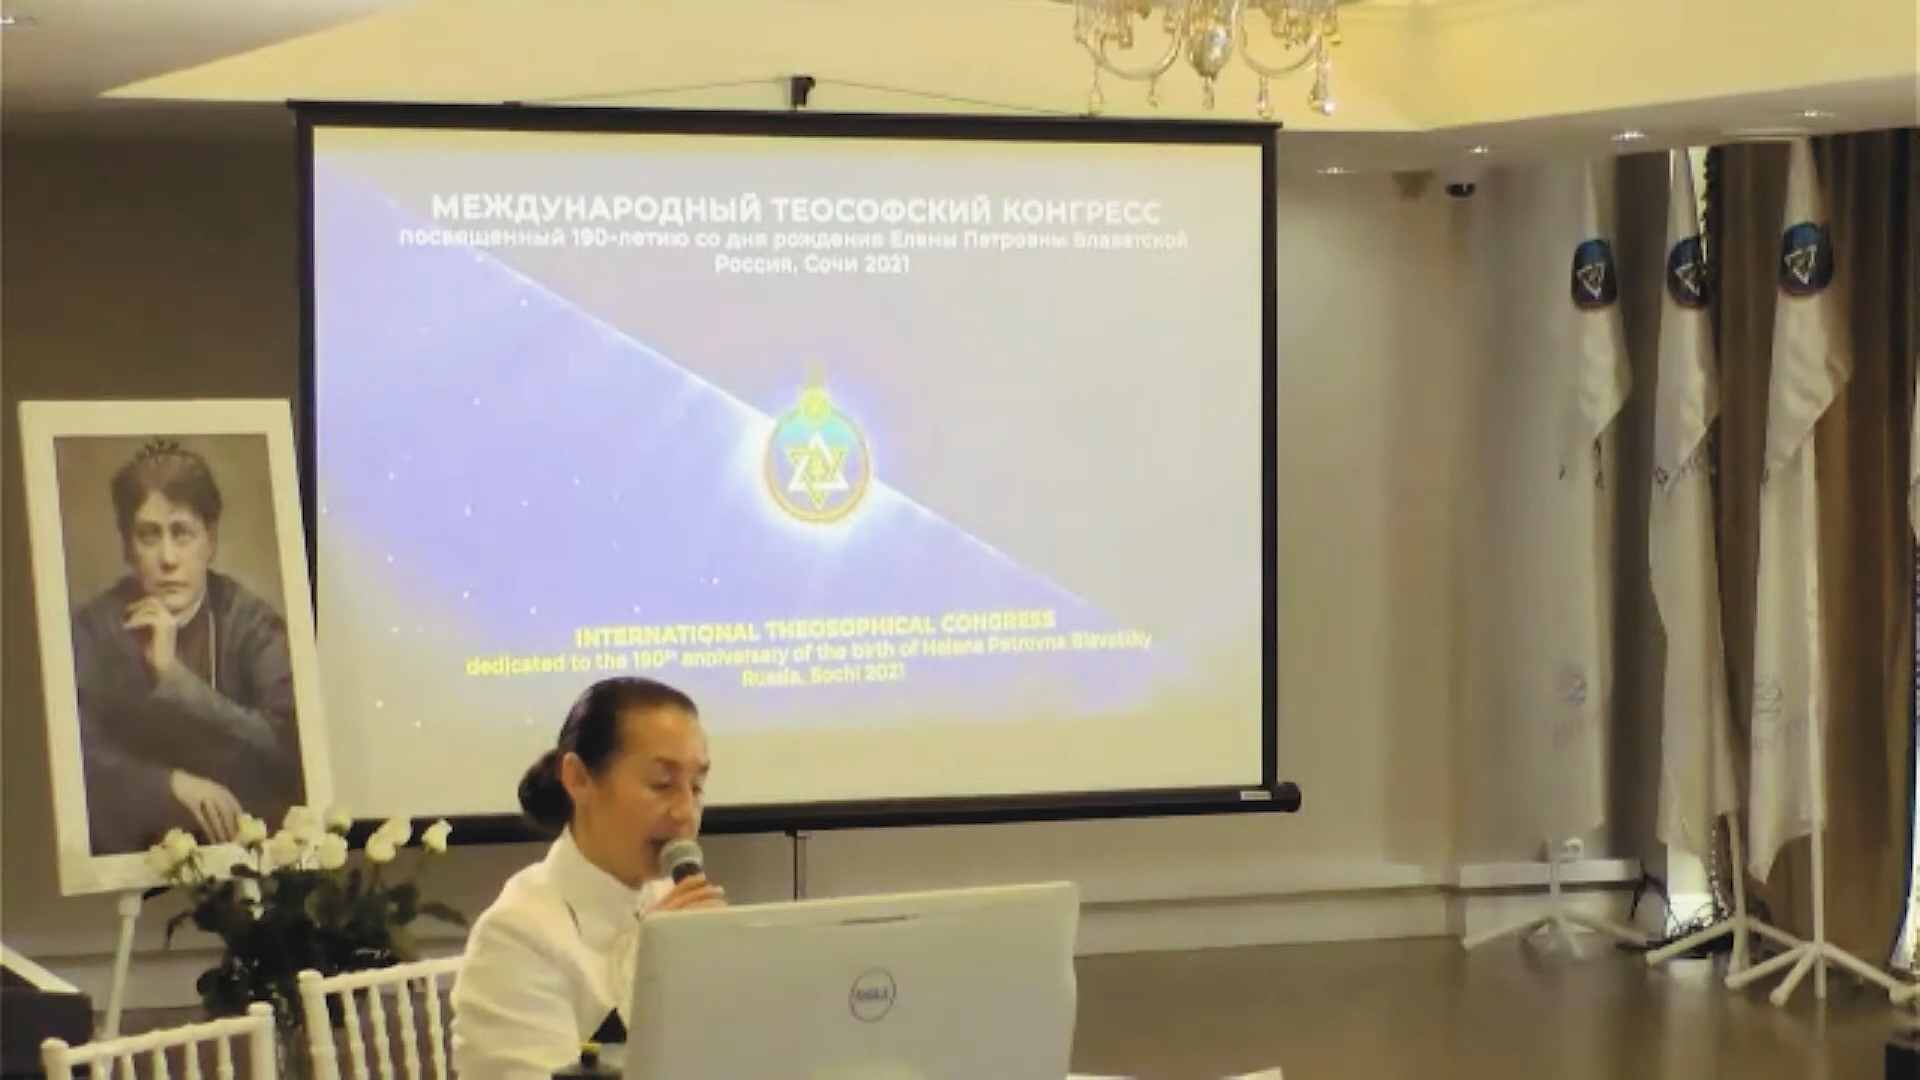 МЕЖДУНАРОДНЫЙ ТЕОСОФСКИЙ КОНГРЕСС
посвященный 190-летию со дня рождения Елены Петровны Блаватской
Россия, Сочи 2021
INTERNATIONAL THEOSOPHICAL CONGRESS
dedicated to the 190th anniversary of the birth of Helena Petrovna Blavatsky
Russia, Sochi 2021
DELL